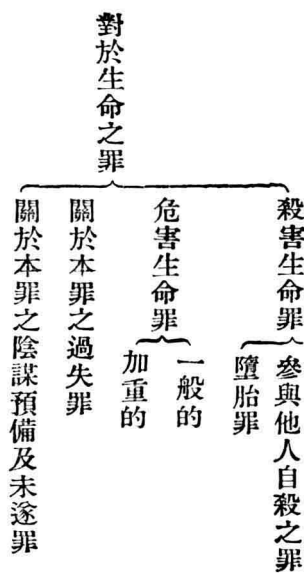 對於生命之罪
殺害生命罪
參與他人自殺之罪
墮胎罪
危害生命罪
一般的
加重的
關於本罪之過失罪
關於本罪之陰謀預備及未遂罪